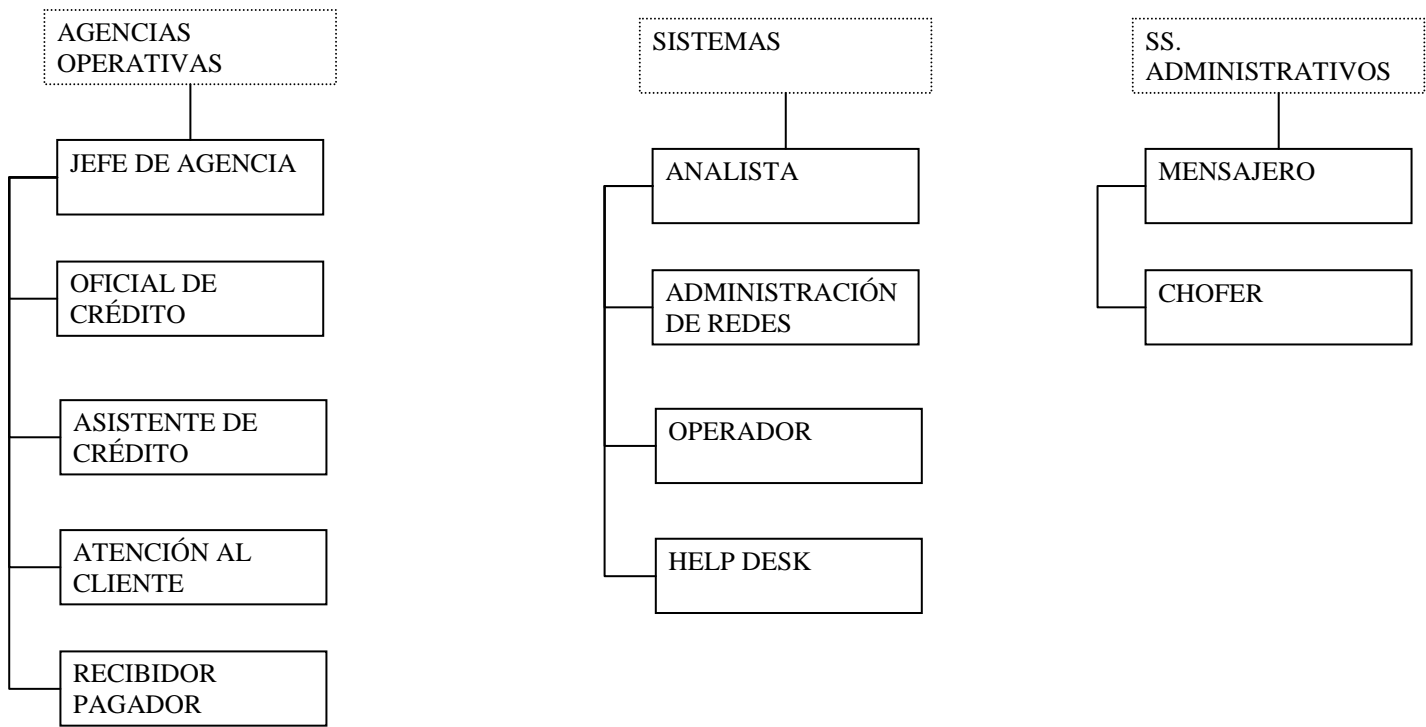 AGENCIAS
OPERATIVAS
JEFE DE AGENCIA
OFICIAL DE
CRÉDITO
ASISTENTE DE
CRÉDITO
ATENCIÓN AL
CLIENTE
RECIBIDOR
PAGADOR
SISTEMAS
ANALISTA
ADMINISTRACIÓN
DE REDES
OPERADOR
HELP DESK
SS.
ADMINISTRATIVOS
MENSAJERO
CHOFER